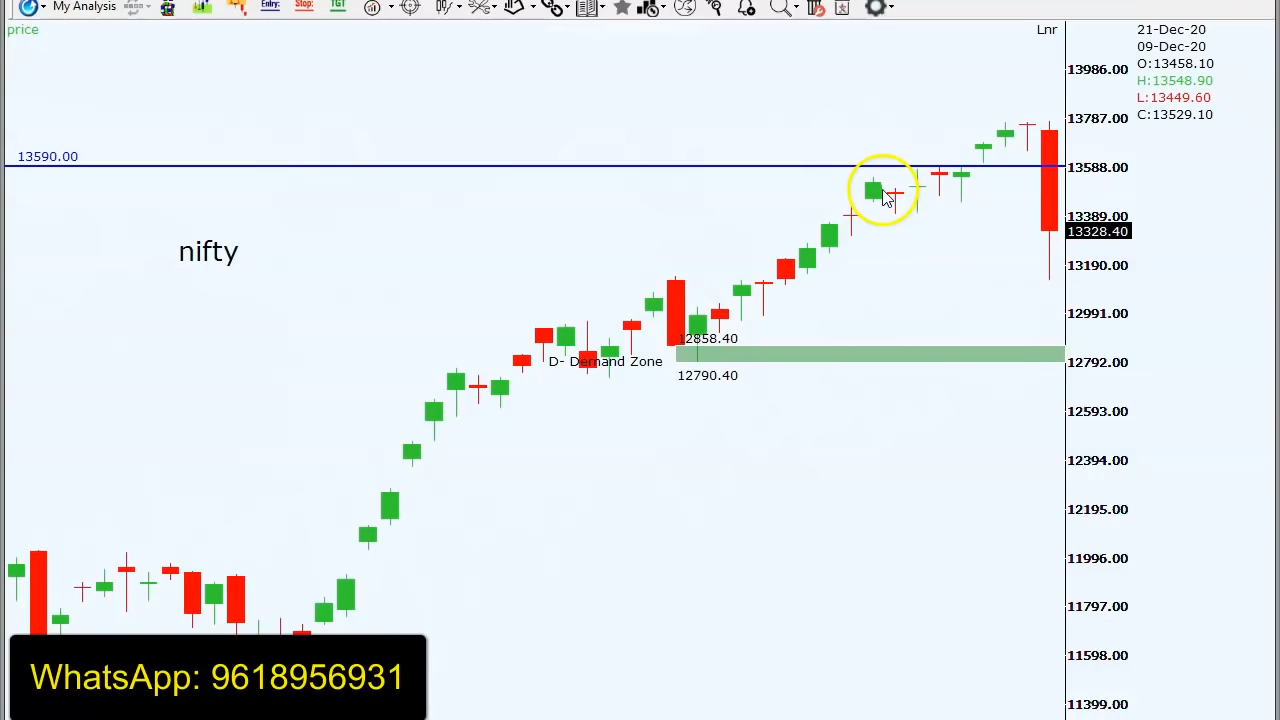 My Analysis
Entry:
Stop:
TGT
price
Lnr
21-Dec-20
09-Dec-20
O:13458.10
H:13548.90
L:13449.60
C:13529.10
13986.00
13787.00
13590.00
13588.00
13389.00
13328.40
nifty
13190.00
12991.00
12858.40
D- Demand Zone
12792.00
12790.40
12593.00
12394.00
12195.00
11996.00
11797.00
11598.00
WhatsApp: 9618956931
11399.00